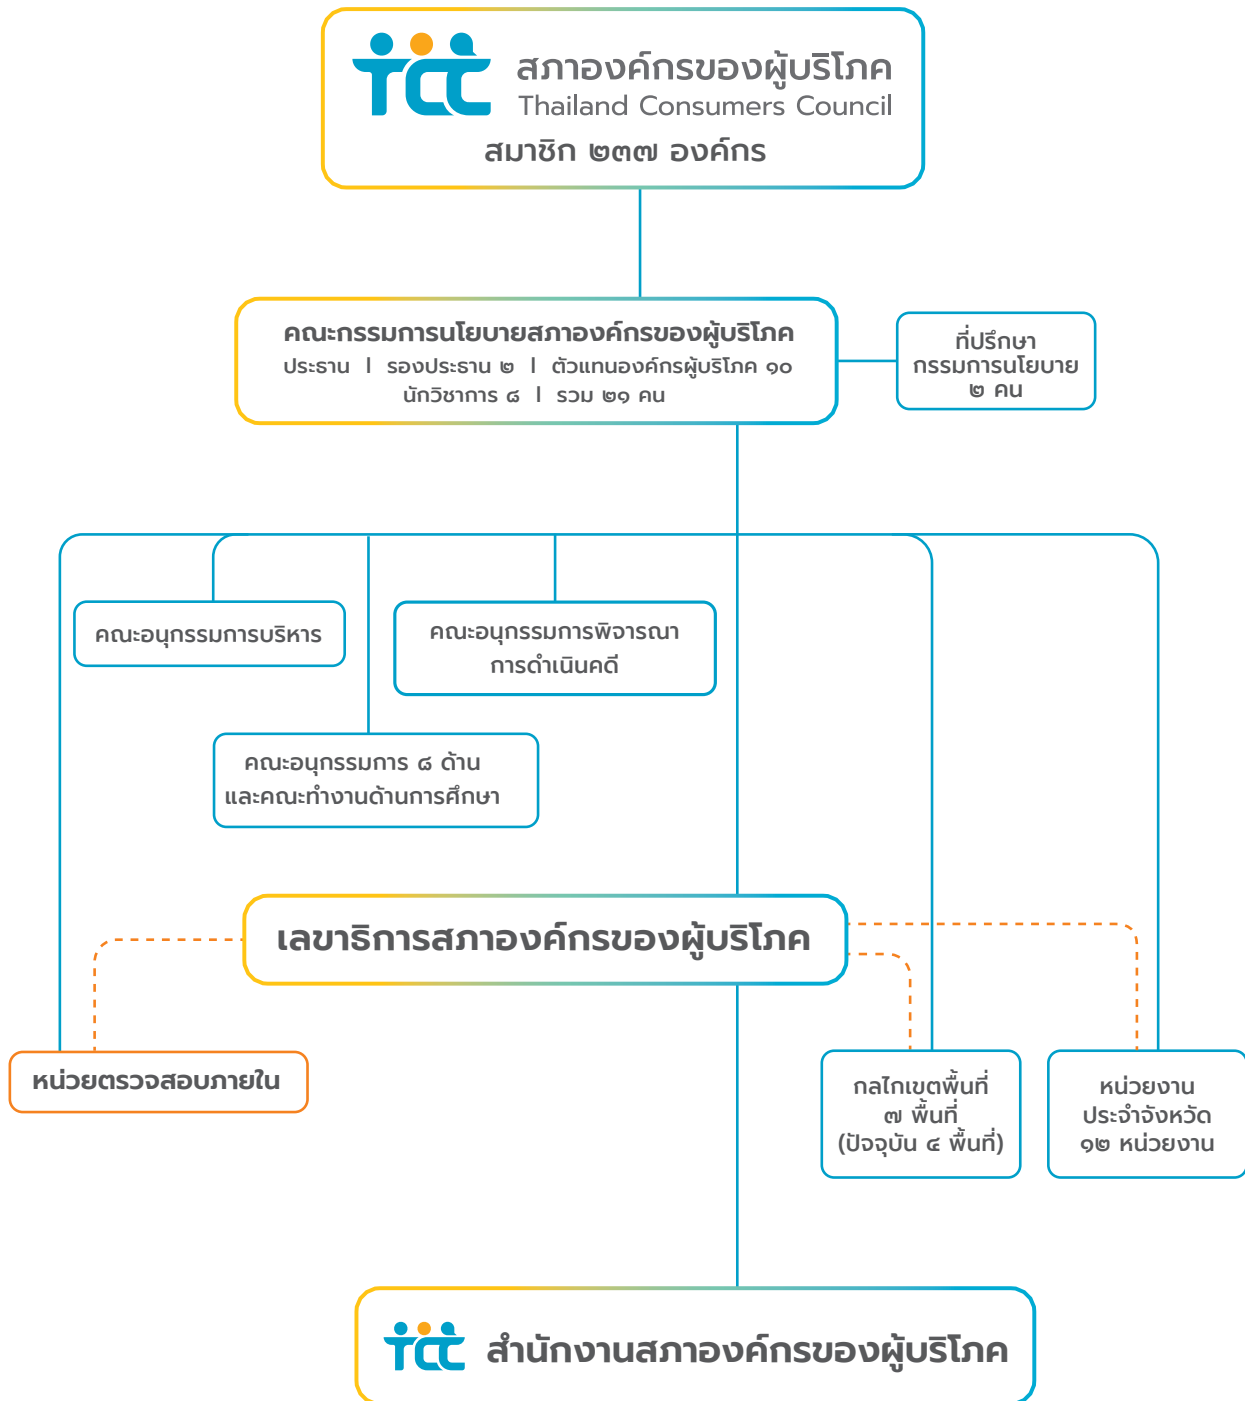 TCC สภาองค์กรของผู้บริโภค
Thailand Consumers Council
สมาชิก ๒๓๗ องค์กร
คณะกรรมการนโยบายสภาองค์กรของผู้บริโภค
ประธาน | รองประธาน ๒ | ตัวแทนองค์กรผู้บริโภค ๑๐
นักวิชาการ ๘ | รวม ๒๑ คน
ที่ปรึกษา
กรรมการนโยบาย
๒ คน
คณะอนุกรรมการบริหาร
คณะอนุกรรมการพิจารณา
การดำเนินคดี
คณะอนุกรรมการ ๘ ด้าน
และคณะทำงานด้านการศึกษา
เลขาธิการสภาองค์กรของผู้บริโภค
หน่วยตรวจสอบภายใน
กลไกเขตพื้นที่
๗ พื้นที่
(ปัจจุบัน ๔ พื้นที่)
หน่วยงาน
ประจำจังหวัด
๑๒ หน่วยงาน
TCC สำนักงานสภาองค์กรของผู้บริโภค